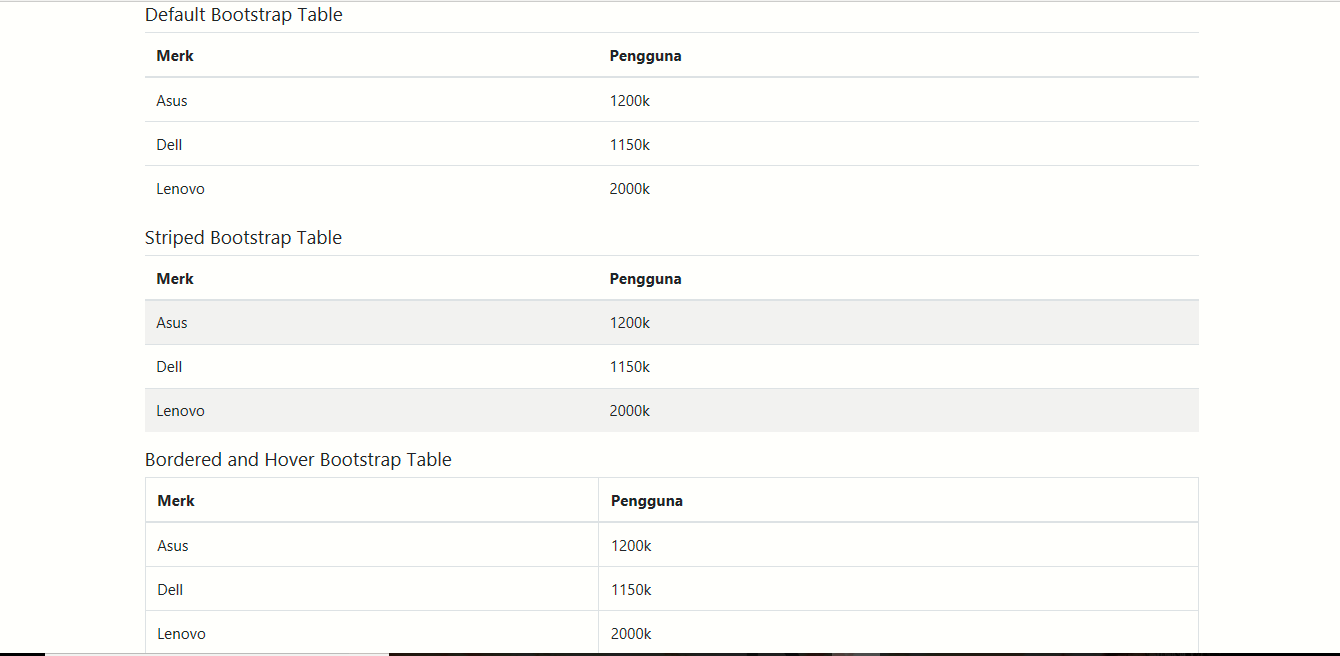 Default Bootstrap Table
Merk Pengguna
Asus 1200k
Dell 1150k
Lenovo 2000k
Striped Bootstrap Table
Merk Pengguna
Asus 1200k
Dell 1150k
Lenovo 2000k
Bordered and Hover Bootstrap Table
Merk Pengguna
Asus 1200k
Dell 1150k
Lenovo 2000k